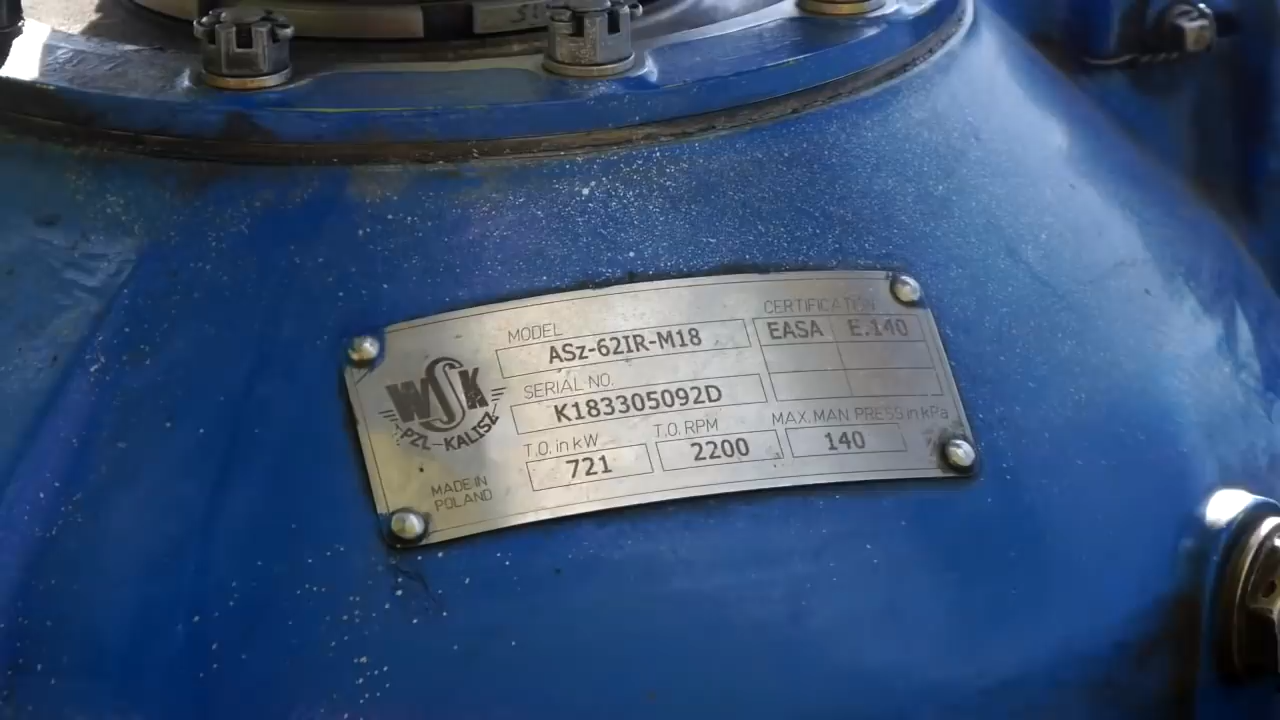 MODEL
ASz-62IR-M18
CERTIFICATION
EASA E.140
SERIAL NO.
K183305092D
T.O. in kW
721
T.O. RPM
2200
MAX. MAN PRESS in kPa
140
WSK
PZL-KALISZ
MADE IN
POLAND